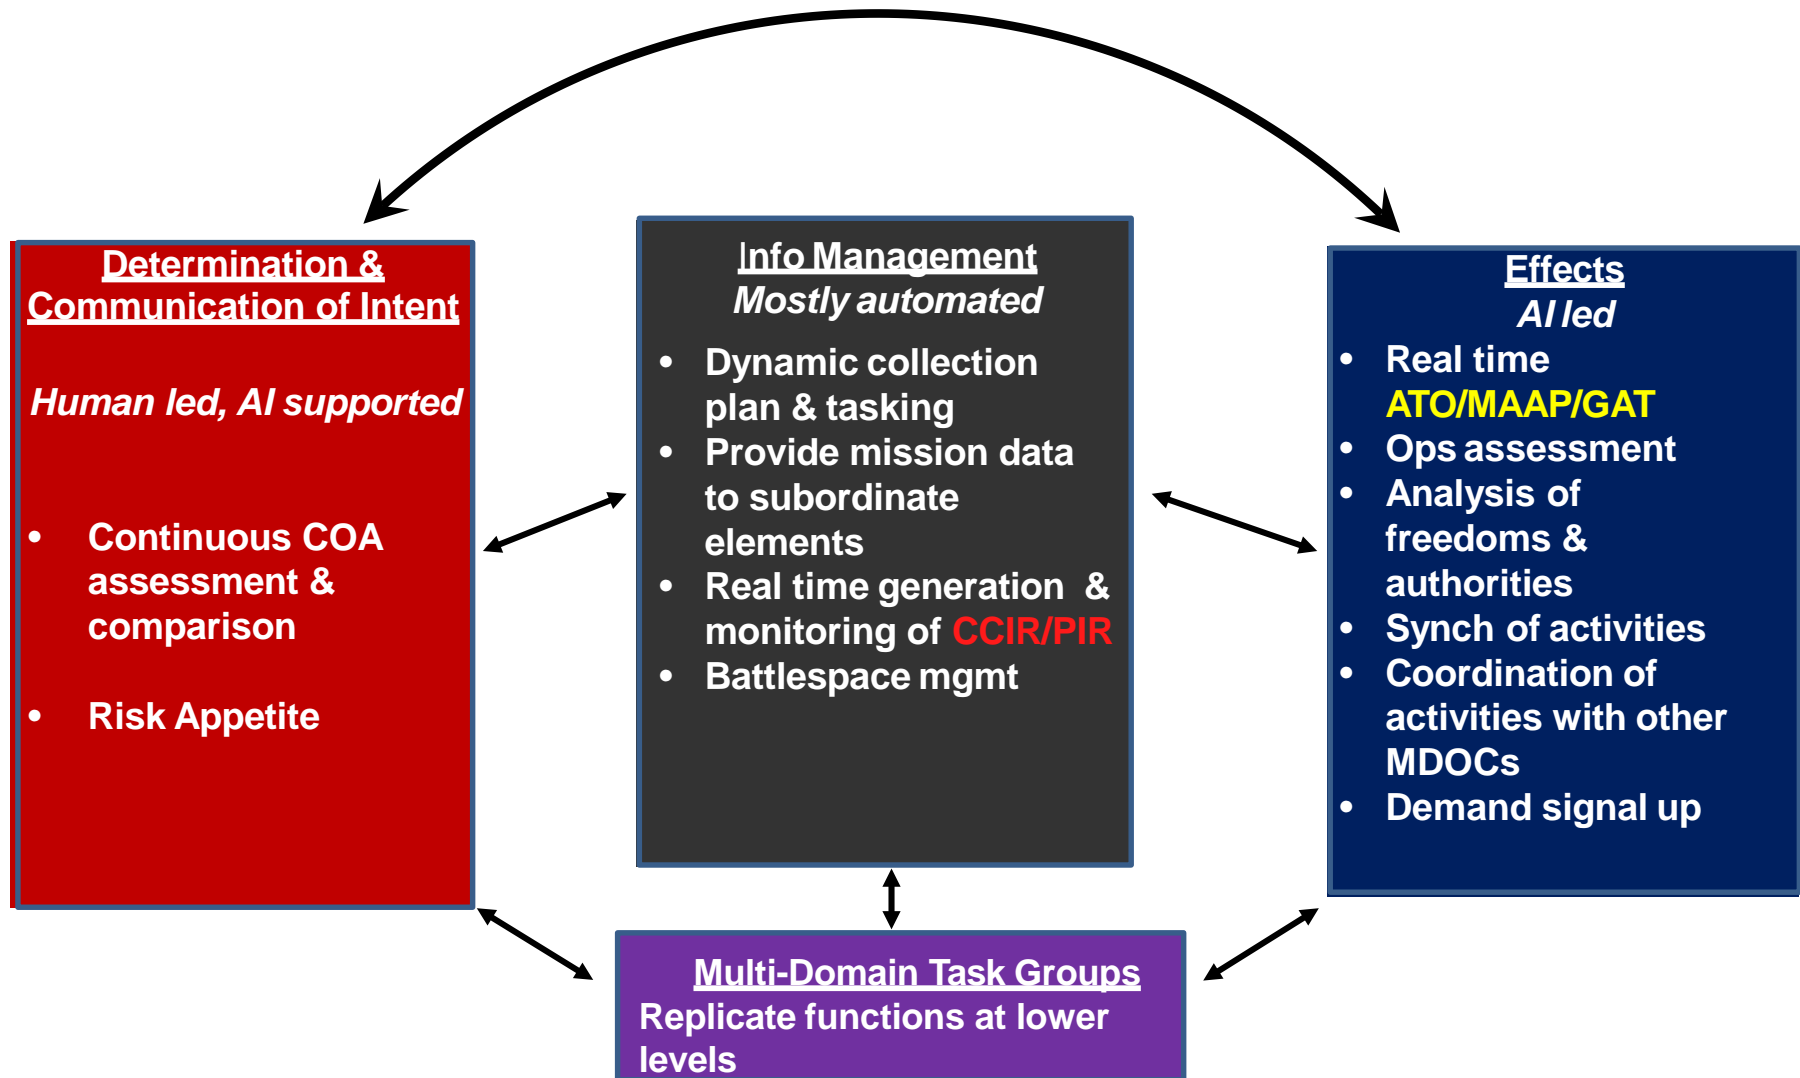 Determination &
Communication of Intent
Human led, AI supported
• Continuous COA
assessment &
comparison
• Risk Appetite
Info Management
Mostly automated
• Dynamic collection
plan & tasking
• Provide mission data
to subordinate
elements
• Real time generation &
monitoring of CCIR/PIR
• Battlespace mgmt
Effects
AI led
• Real time
ATO/MAAP/GAT
• Ops assessment
• Analysis of
freedoms &
authorities
• Synch of activities
• Coordination of
activities with other
MDOCs
• Demand signal up
Multi-Domain Task Groups
Replicate functions at lower
levels